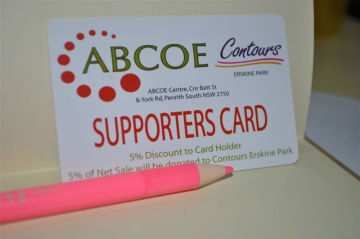 ABCOE
Contours
ERSKINE PARK
ABCOE Centre, Cnr Batt St
& York Rd, Penrith South NSW 2750
SUPPORTERS CARD
5% Discount to Card Holder
5% of Net Sale will be donated to Contours Erskine Park